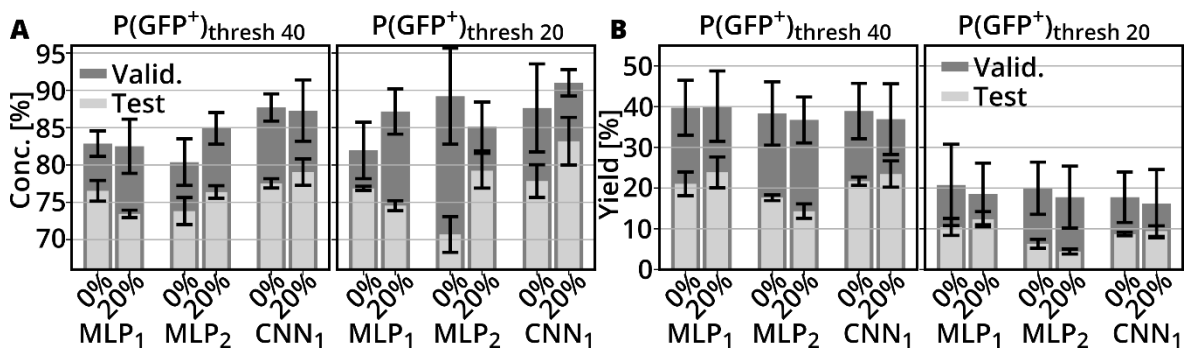 A P(GFP+)thresh 40 P(GFP+)thresh 20 B P(GFP+)thresh 40 P(GFP+)thresh 20
Conc. [%]
95
90
85
80
75
70
Valid.
Test
0% 20% 0% 20% 0% 20% 0% 20% 0% 20% 0% 20%
MLP1 MLP2 CNN1 MLP1 MLP2 CNN1
Yield [%]
50
40
30
20
10
0
Valid.
Test
0% 20% 0% 20% 0% 20% 0% 20% 0% 20% 0% 20%
MLP1 MLP2 CNN1 MLP1 MLP2 CNN1